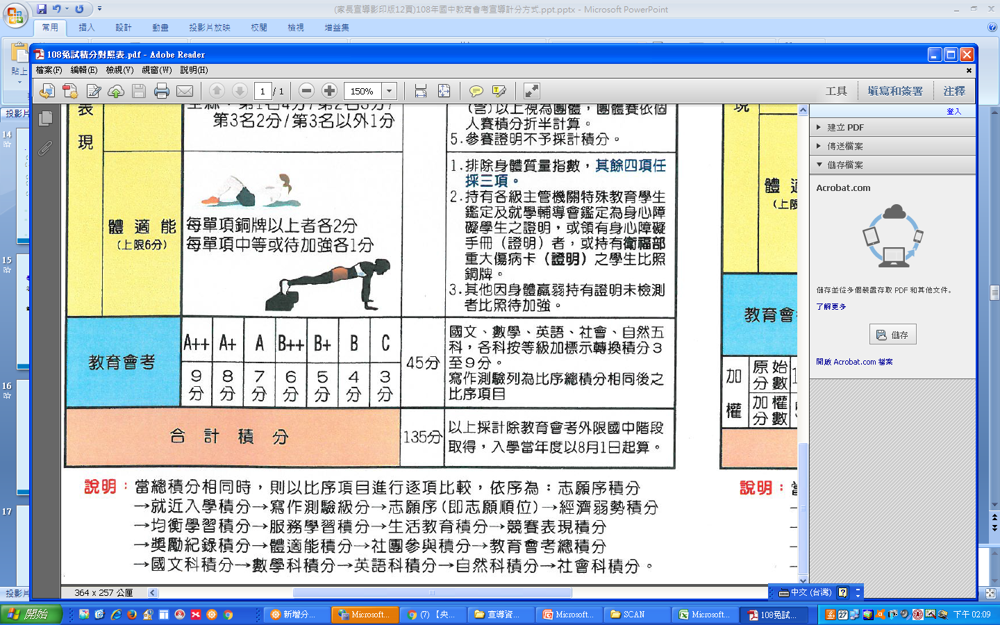 (家長宣導影印版12頁)108年國中教育會考宣導計分方式.ppt.pptx - Microsoft PowerPoint
常用 插入 設計 動畫 投影片放映 校閱 檢視 增益集
貼上
108免試積分對照表.pdf - Adobe Reader
檔案(F) 編輯(E) 檢視(V) 視窗(W) 說明(H)
1 / 1 150% 工具 填寫和簽署 註釋
投影片
14
15
16
17
投影片
表
現
第3名2分/第3名以外1分
(含)以上視為團體，團體賽依個
人賽積分折半計算。
5.參賽證明不予採計積分。
體 適 能
(上限6分)
每單項銅牌以上者各2分
每單項中等或待加強各1分
1.排除身體質量指數，其餘四項任
採三項。
2.持有各級主管機關特殊教育學生
鑑定及就學輔導會鑑定為身心障
礙學生之證明，或領有身心障礙
手冊（證明）者，或持有衛福部
重大傷病卡（證明）之學生比照
銅牌。
3.其他因身體羸弱持有證明未檢測
者比照待加強。
教育會考
A++ A+ A B++ B+ B C
9分 8分 7分 6分 5分 4分 3分
45分
國文、數學、英語、社會、自然五
科，各科按等級加標示轉換積分3
至9分。
寫作測驗列為比序總積分相同後之
比序項目
合 計 積 分
135分
以上採計除教育會考外限國中階段
取得，入學當年度以8月1日起算。
說明：當總積分相同時，則以比序項目進行逐項比較，依序為：志願序積分
→就近入學積分→寫作測驗級分→志願序(即志願順位)→經濟弱勢積分
→均衡學習積分→服務學習積分→生活教育積分→競賽表現積分
→獎勵紀錄積分→體適能積分→社團參與積分→教育會考總積分
→國文科積分→數學科積分→英語科積分→自然科積分→社會科積分。
現
體
(上限
教育會
加
權
原 始
分 數
加 權
分 數
說明：
登入
建立 PDF
傳送檔案
儲存檔案
Acrobat.com
儲存並從多個裝置存取 PDF 和其他文件。
了解更多
儲存
開啟 Acrobat.com 檔案
364 x 257 公厘
中文 (台灣)
開始
新增分...
Microsoft...
(7) 【央...
宣導資...
Microsoft...
SCAN
Microsoft...
108免試...
27
下午 02:09